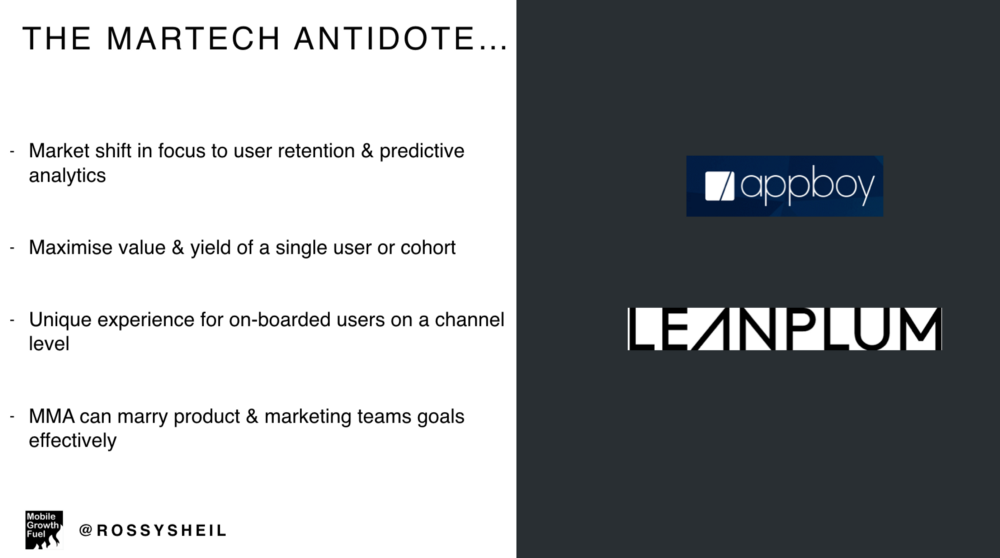 THE MARTECH ANTIDOTE...
- Market shift in focus to user retention & predictive
analytics
- Maximise value & yield of a single user or cohort
- Unique experience for on-boarded users on a channel
level
- MMA can marry product & marketing teams goals
effectively
Mobile
Growth
Fuel
@ROSSYSHEIL
appboy
LEANPLUM